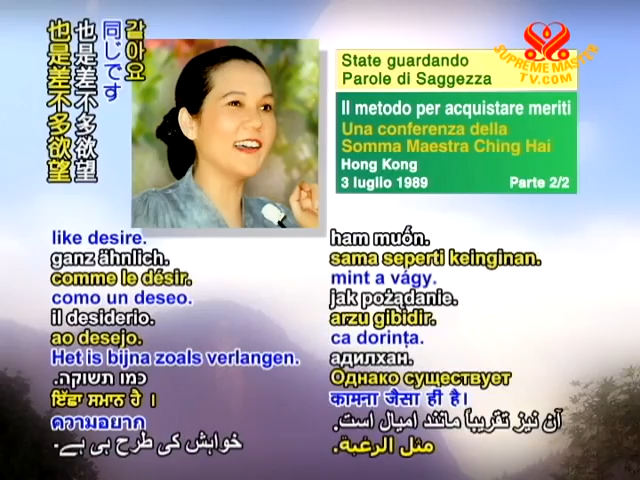 갈아요
同じです
也是差不多欲望
也是差不多欲望
SUPREME MASTER
TV.COM
State guardando
Parole di Saggezza
Il metodo per acquistare meriti
Una conferenza della
Somma Maestra Ching Hai
Hong Kong
3 luglio 1989 Parte 2/2
like desire.
ganz ähnlich.
comme le désir.
como un deseo.
il desiderio.
ao desejo.
Het is bijna zoals verlangen.
כמו תשוקה.
ਇੱਛਾ ਸਮਾਨ ਹੈ ।
ความอยาก
خواہش کی طرح ہی ہے۔
ham muốn.
sama seperti keinginan.
mint a vágy.
jak pożądanie.
arzu gibidir.
ca dorința.
адилхан.
Однако существует
कामना जैसा ही है।
آن نیز تقریباً مانند امیال است.
مثل الرغبة.